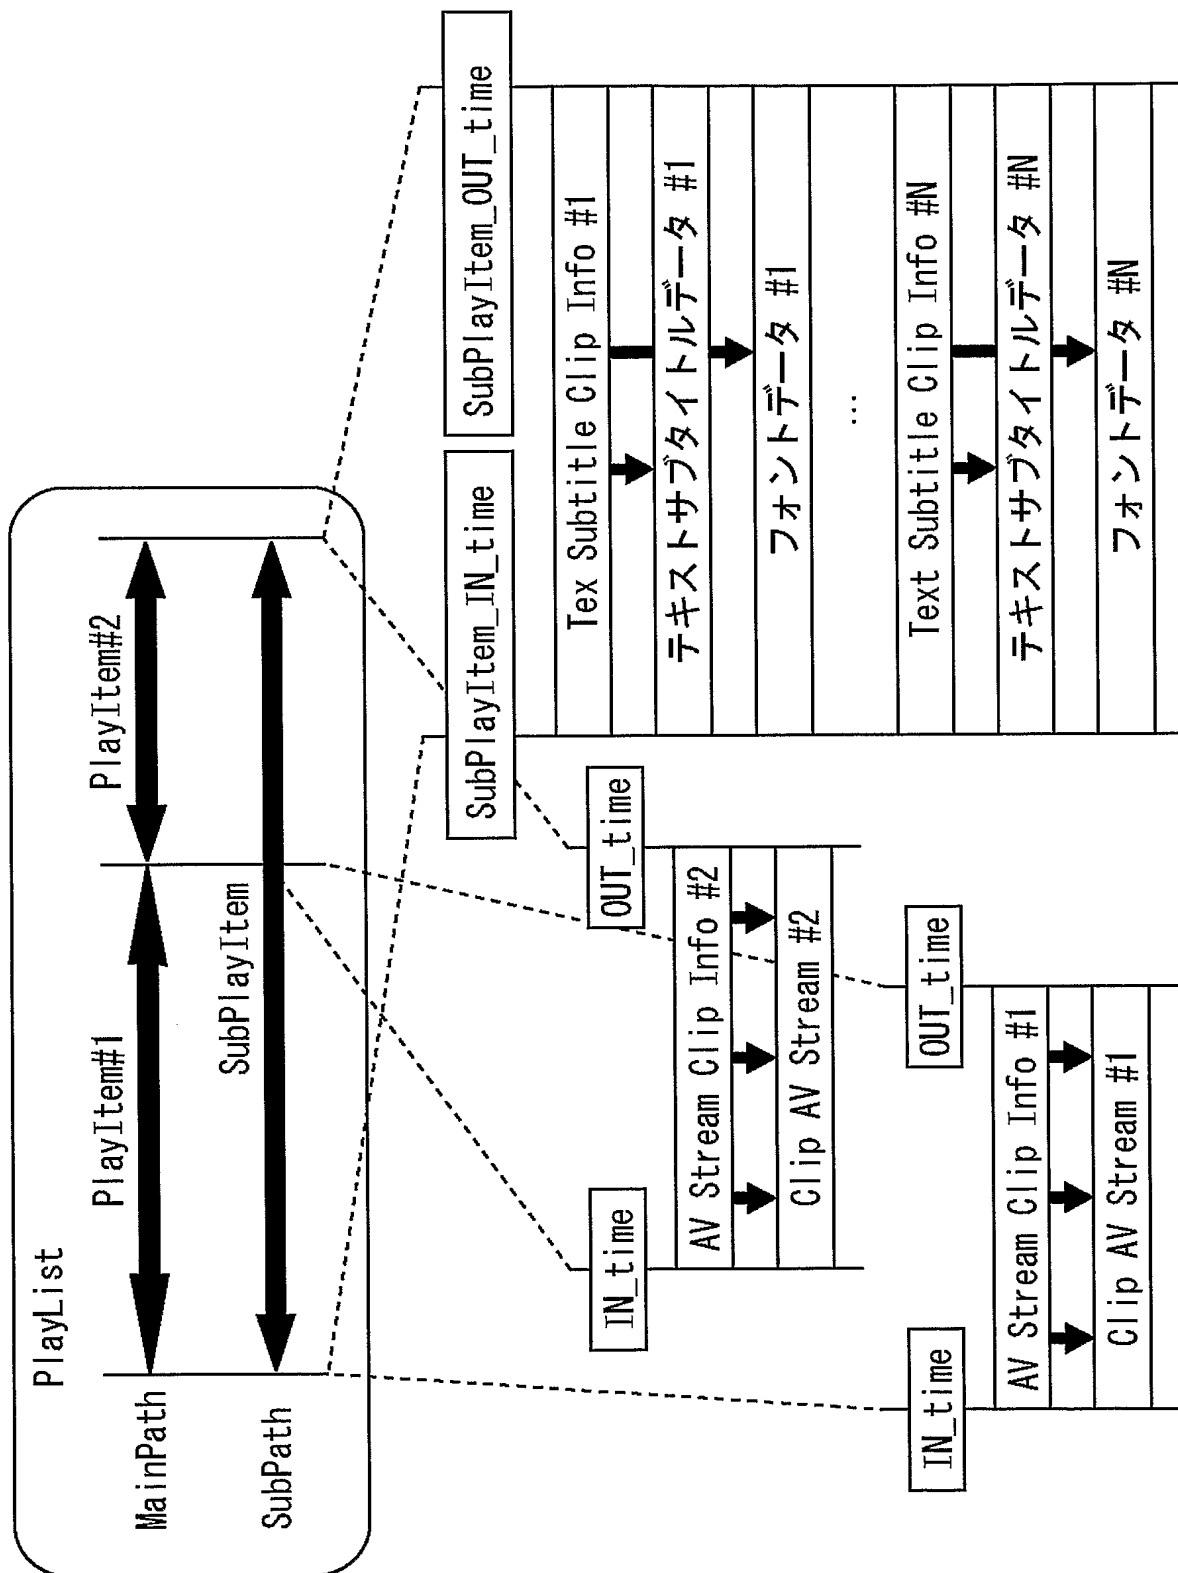 PlayList
MainPath
PlayItem#1
PlayItem#2
SubPath
SubPlayItem
SubPlayItem_IN_time
SubPlayItem_OUT_time
Tex Subtitle Clip Info #1
テキストサブタイトルデータ #1
フォントデータ #1
...
Text Subtitle Clip Info #N
テキストサブタイトルデータ #N
フォントデータ #N
IN_time
OUT_time
AV Stream Clip Info #2
Clip AV Stream #2
IN_time
OUT_time
AV Stream Clip Info #1
Clip AV Stream #1